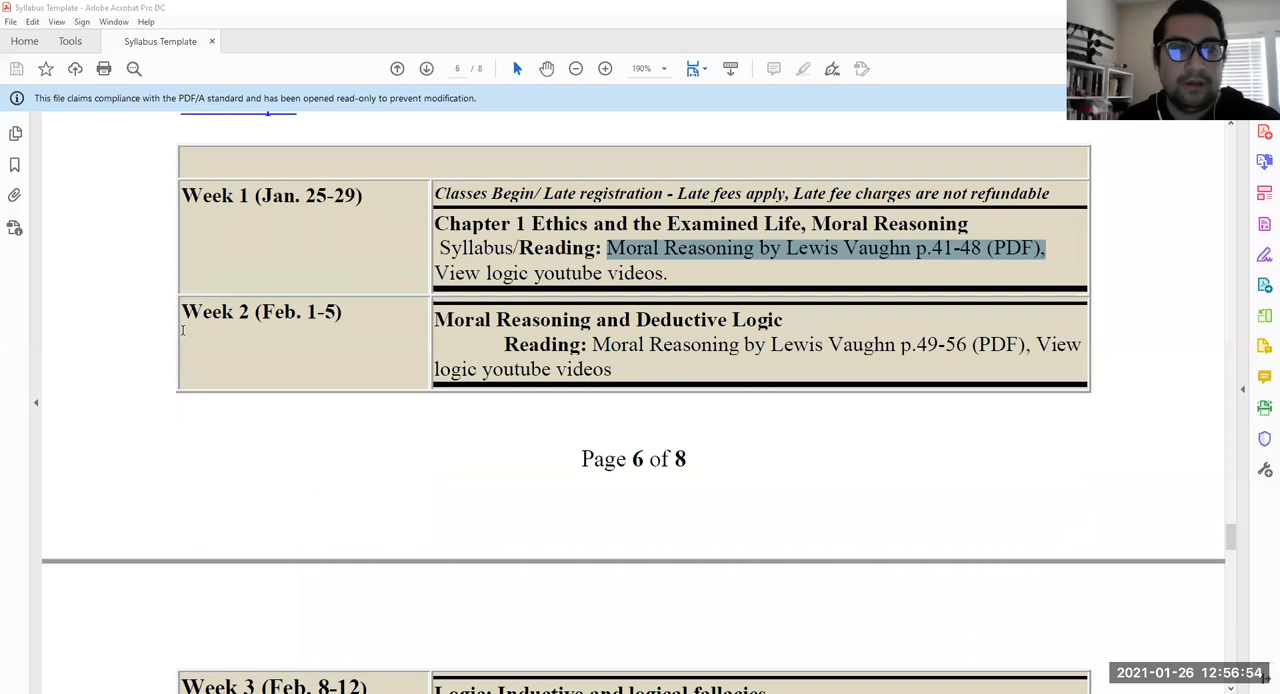 Syllabus Template - Adobe Acrobat Pro DC
File Edit View Sign Window Help
Home Tools Syllabus Template ×
6 / 8 190%
This file claims compliance with the PDF/A standard and has been opened read-only to prevent modification.
Week 1 (Jan. 25-29)
Classes Begin/ Late registration - Late fees apply, Late fee charges are not refundable
Chapter 1 Ethics and the Examined Life, Moral Reasoning
Syllabus/Reading: Moral Reasoning by Lewis Vaughn p.41-48 (PDF),
View logic youtube videos.
Week 2 (Feb. 1-5)
Moral Reasoning and Deductive Logic
Reading: Moral Reasoning by Lewis Vaughn p.49-56 (PDF), View
logic youtube videos
Page 6 of 8
Week 3 (Feb. 8-12)
Logic: Inductive and logical fallacies
2021-01-26 12:56:54